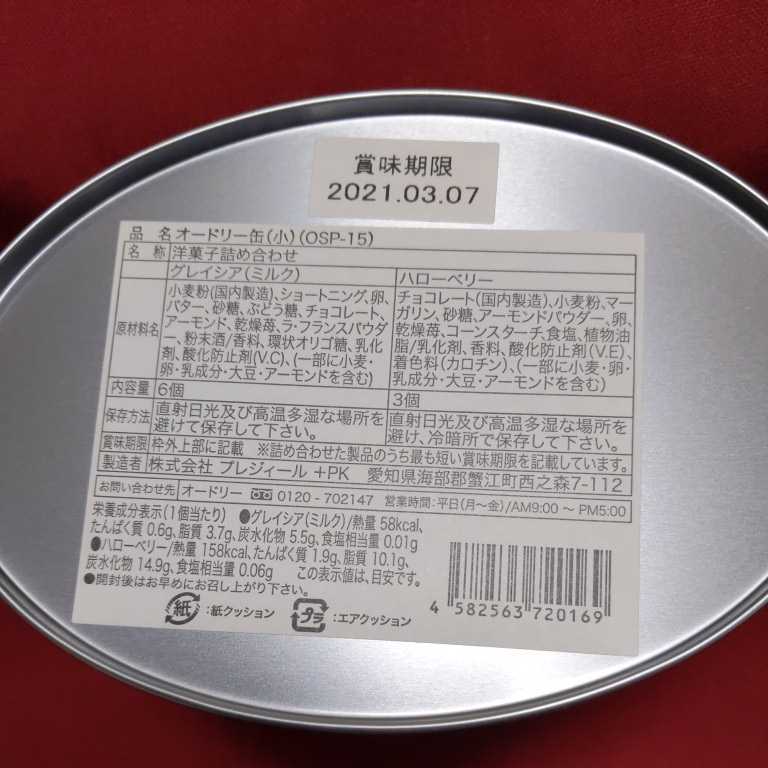 賞味期限
2021.03.07
品　名 オードリー缶(小)(OSP-15)
名　称 洋菓子詰め合わせ
原材料名
グレイシア(ミルク)
小麦粉(国内製造)、ショートニング、卵、
バター、砂糖、ぶどう糖、チョコレート、
アーモンド、乾燥苺、ラ・フランスパウダ
ー、粉末酒/香料、環状オリゴ糖、乳化
剤、酸化防止剤(V.C)、(一部に小麦・
卵・乳成分・大豆・アーモンドを含む)
ハローベリー
チョコレート(国内製造)、小麦粉、マー
ガリン、砂糖、アーモンドパウダー、卵、
乾燥苺、コーンスターチ、食塩、植物油
脂/乳化剤、香料、酸化防止剤(V.E)、
着色料(カロチン)、(一部に小麦・卵・
乳成分・大豆・アーモンドを含む)
内容量 6個
3個
保存方法 直射日光及び高温多湿な場所を
避けて保存して下さい。
直射日光及び高温多湿な場所を
避け、冷暗所で保存して下さい。
賞味期限 枠外上部に記載　※詰め合わせた製品のうち最も短い賞味期限を記載しています。
製造者 株式会社 プレジィール +PK　愛知県海部郡蟹江町西之森7-112
お問い合わせ先 オードリー 0120-702147 営業時間:平日(月〜金)/AM9:00 〜 PM5:00
栄養成分表示(1個当たり) ●グレイシア(ミルク)/熱量 58kcal、
たんぱく質 0.6g、脂質 3.7g、炭水化物 5.5g、食塩相当量 0.01g
●ハローベリー/熱量 158kcal、たんぱく質 1.9g、脂質 10.1g、
炭水化物 14.9g、食塩相当量 0.06g　この表示値は、目安です。
●開封後はお早めにお召し上がり下さい。
紙 :紙クッション プラ :エアクッション
4 582563 720169